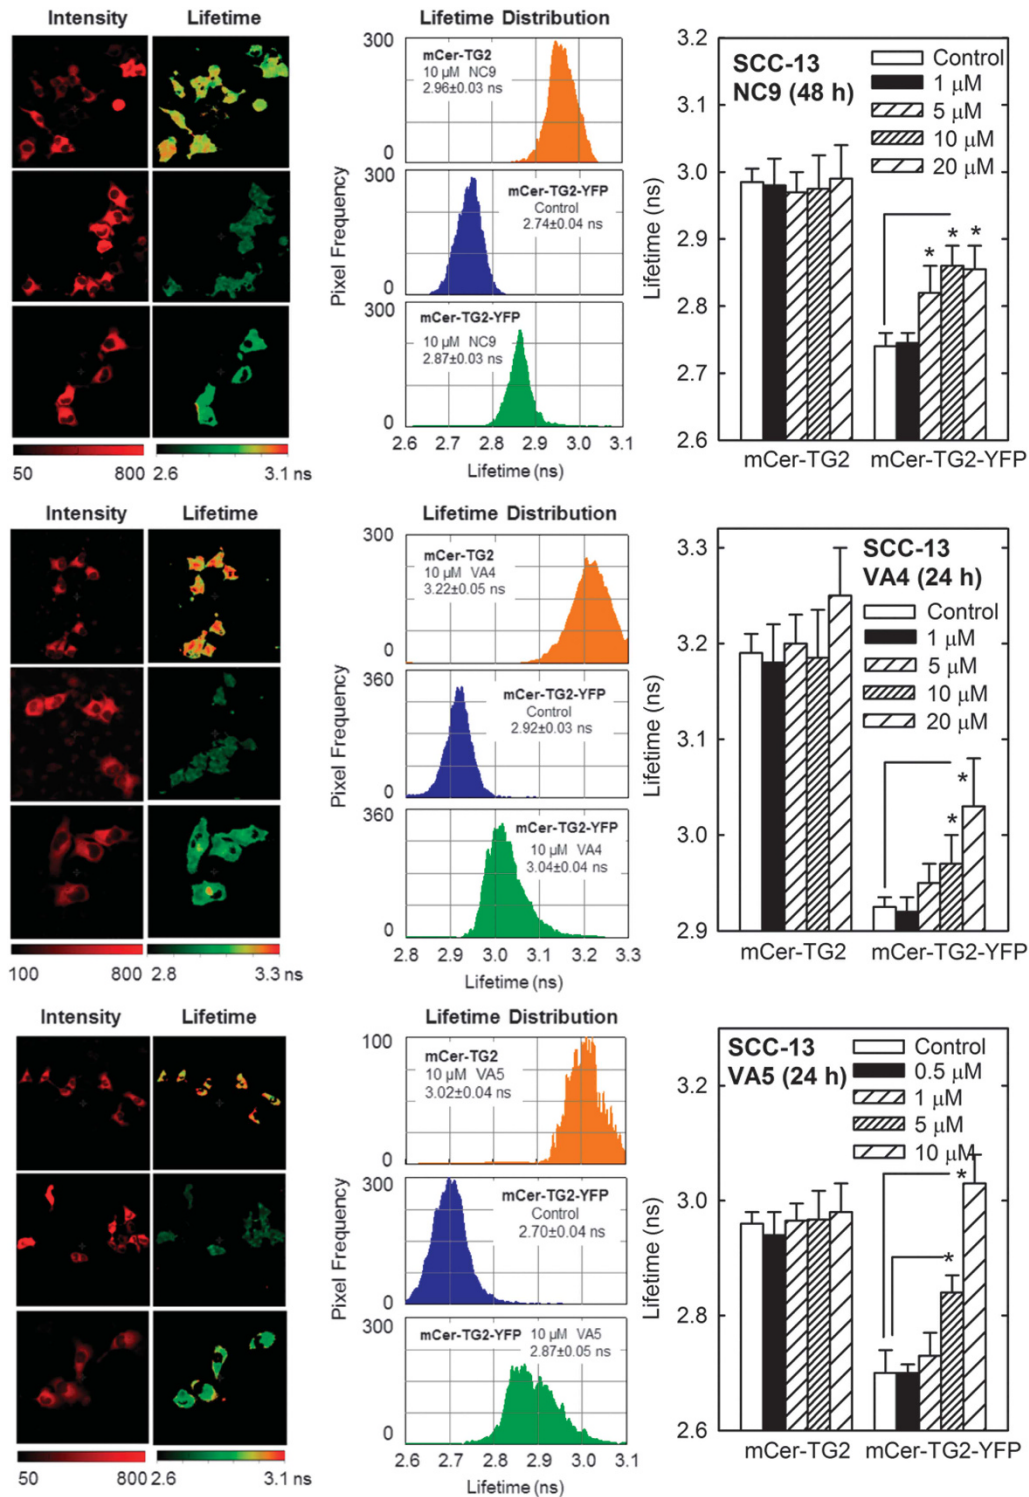 Intensity Lifetime
50 800 2.6 3.1 ns
Lifetime Distribution
Pixel Frequency
300
mCer-TG2
10 µM NC9
2.96±0.03 ns
0
300
mCer-TG2-YFP
Control
2.74±0.04 ns
0
300
mCer-TG2-YFP
10 µM NC9
2.87±0.03 ns
0
2.6 2.7 2.8 2.9 3.0 3.1
Lifetime (ns)
Lifetime (ns)
3.2
3.1
3.0
2.9
2.8
2.7
2.6
SCC-13
NC9 (48 h)
Control
1 µM
5 µM
10 µM
20 µM
* * *
mCer-TG2 mCer-TG2-YFP
Intensity Lifetime
100 800 2.8 3.3 ns
Lifetime Distribution
Pixel Frequency
300
mCer-TG2
10 µM VA4
3.22±0.05 ns
0
360
mCer-TG2-YFP
Control
2.92±0.03 ns
0
360
mCer-TG2-YFP
10 µM VA4
3.04±0.04 ns
0
2.8 2.9 3.0 3.1 3.2 3.3
Lifetime (ns)
Lifetime (ns)
3.3
3.2
3.1
3.0
2.9
SCC-13
VA4 (24 h)
Control
1 µM
5 µM
10 µM
20 µM
*
*
mCer-TG2 mCer-TG2-YFP
Intensity Lifetime
50 800 2.6 3.1 ns
Lifetime Distribution
Pixel Frequency
100
mCer-TG2
10 µM VA5
3.02±0.04 ns
0
300
mCer-TG2-YFP
Control
2.70±0.04 ns
0
300
mCer-TG2-YFP 10 µM VA5
2.87±0.05 ns
0
2.6 2.7 2.8 2.9 3.0 3.1
Lifetime (ns)
Lifetime (ns)
3.2
3.0
2.8
2.6
SCC-13
VA5 (24 h)
Control
0.5 µM
1 µM
5 µM
10 µM
*
*
mCer-TG2 mCer-TG2-YFP